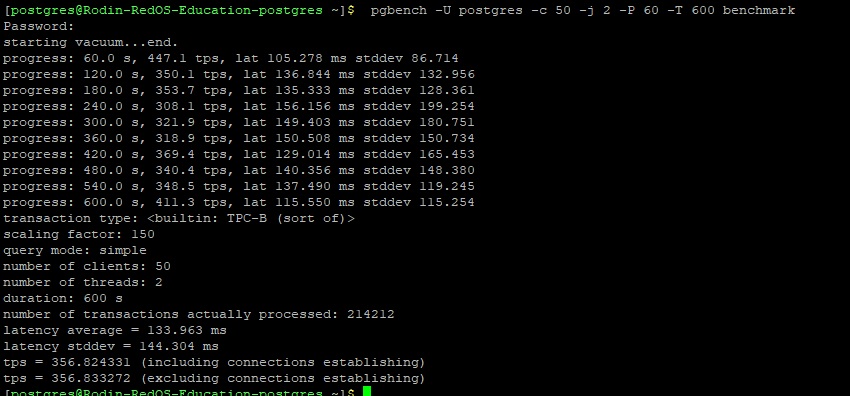 [postgres@Rodin-RedOS-Education-postgres ~]$  pgbench -U postgres -c 50 -j 2 -P 60 -T 600 benchmark
Password:
starting vacuum...end.
progress: 60.0 s, 447.1 tps, lat 105.278 ms stddev 86.714
progress: 120.0 s, 350.1 tps, lat 136.844 ms stddev 132.956
progress: 180.0 s, 353.7 tps, lat 135.333 ms stddev 128.361
progress: 240.0 s, 308.1 tps, lat 156.156 ms stddev 199.254
progress: 300.0 s, 321.9 tps, lat 149.403 ms stddev 180.751
progress: 360.0 s, 318.9 tps, lat 150.508 ms stddev 150.734
progress: 420.0 s, 369.4 tps, lat 129.014 ms stddev 165.453
progress: 480.0 s, 340.4 tps, lat 140.356 ms stddev 148.380
progress: 540.0 s, 348.5 tps, lat 137.490 ms stddev 119.245
progress: 600.0 s, 411.3 tps, lat 115.550 ms stddev 115.254
transaction type: <builtin: TPC-B (sort of)>
scaling factor: 150
query mode: simple
number of clients: 50
number of threads: 2
duration: 600 s
number of transactions actually processed: 214212
latency average = 133.963 ms
latency stddev = 144.304 ms
tps = 356.824331 (including connections establishing)
tps = 356.833272 (excluding connections establishing)
[postgres@Rodin-RedOS-Education-postgres ~]$